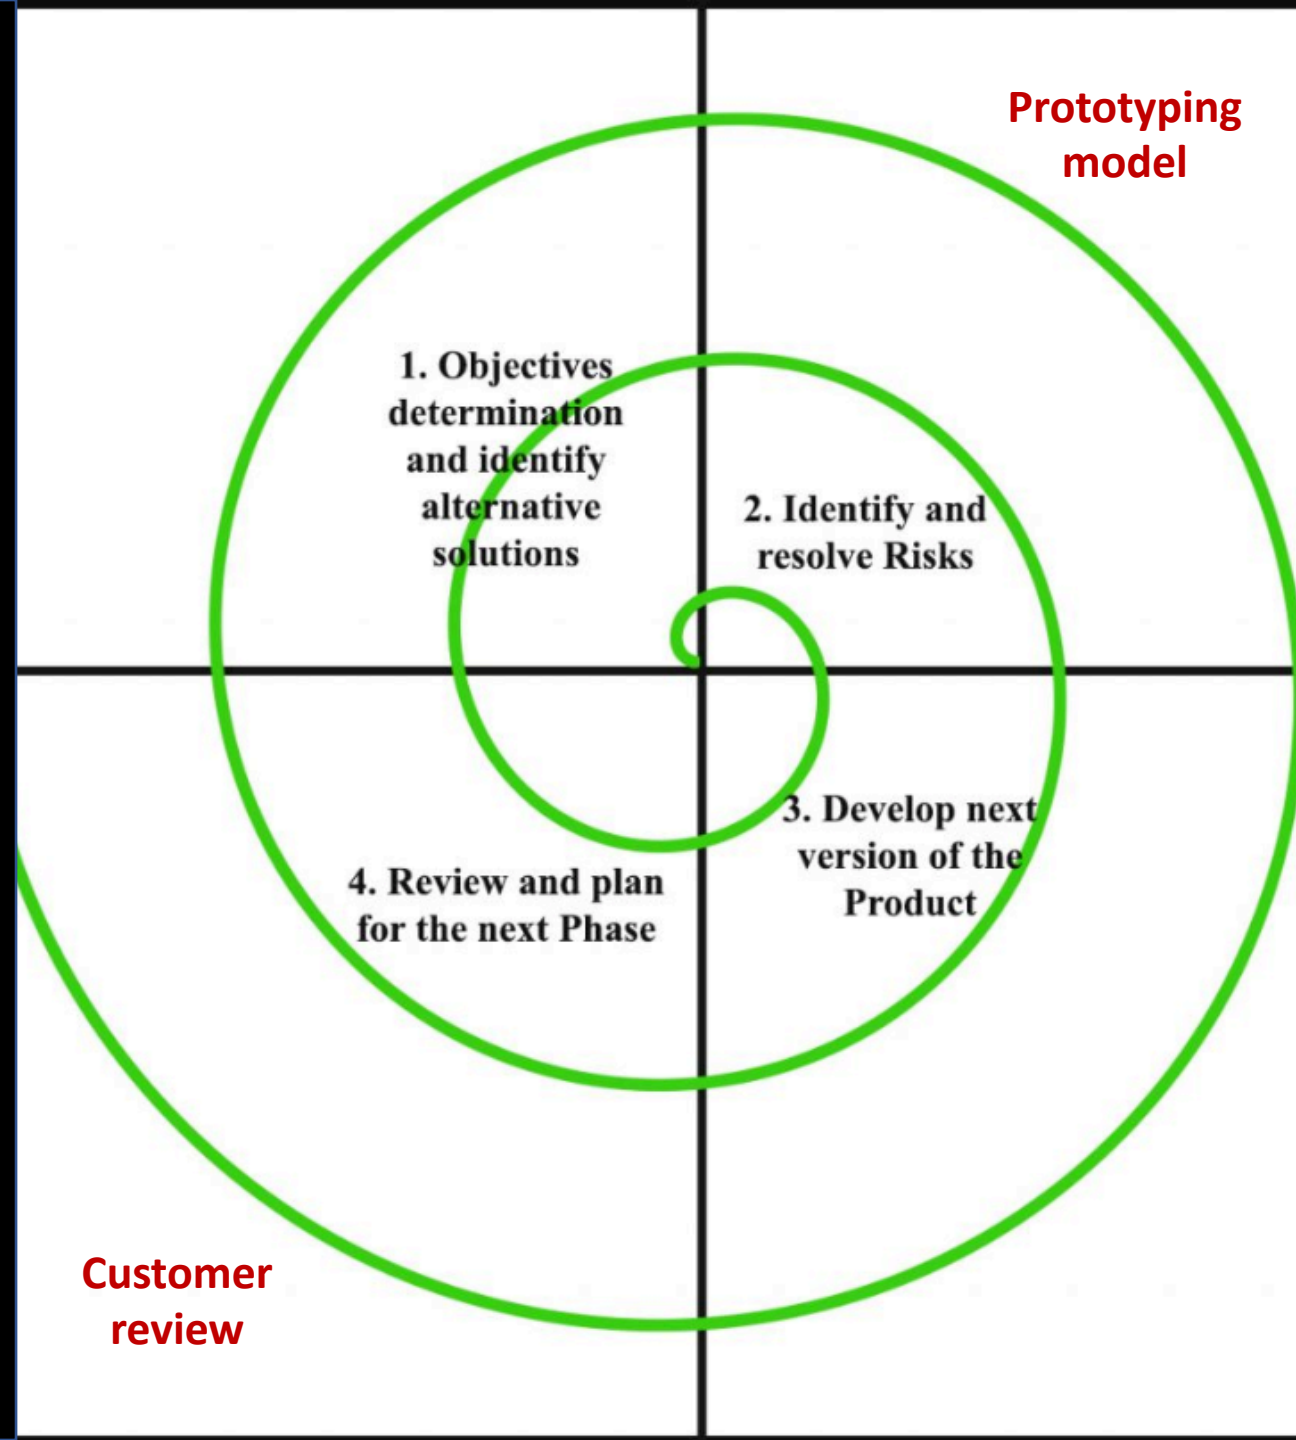 Prototyping
model
1. Objectives
determination
and identify
alternative
solutions
2. Identify and
resolve Risks
3. Develop next
version of the
Product
4. Review and plan
for the next Phase
Customer
review